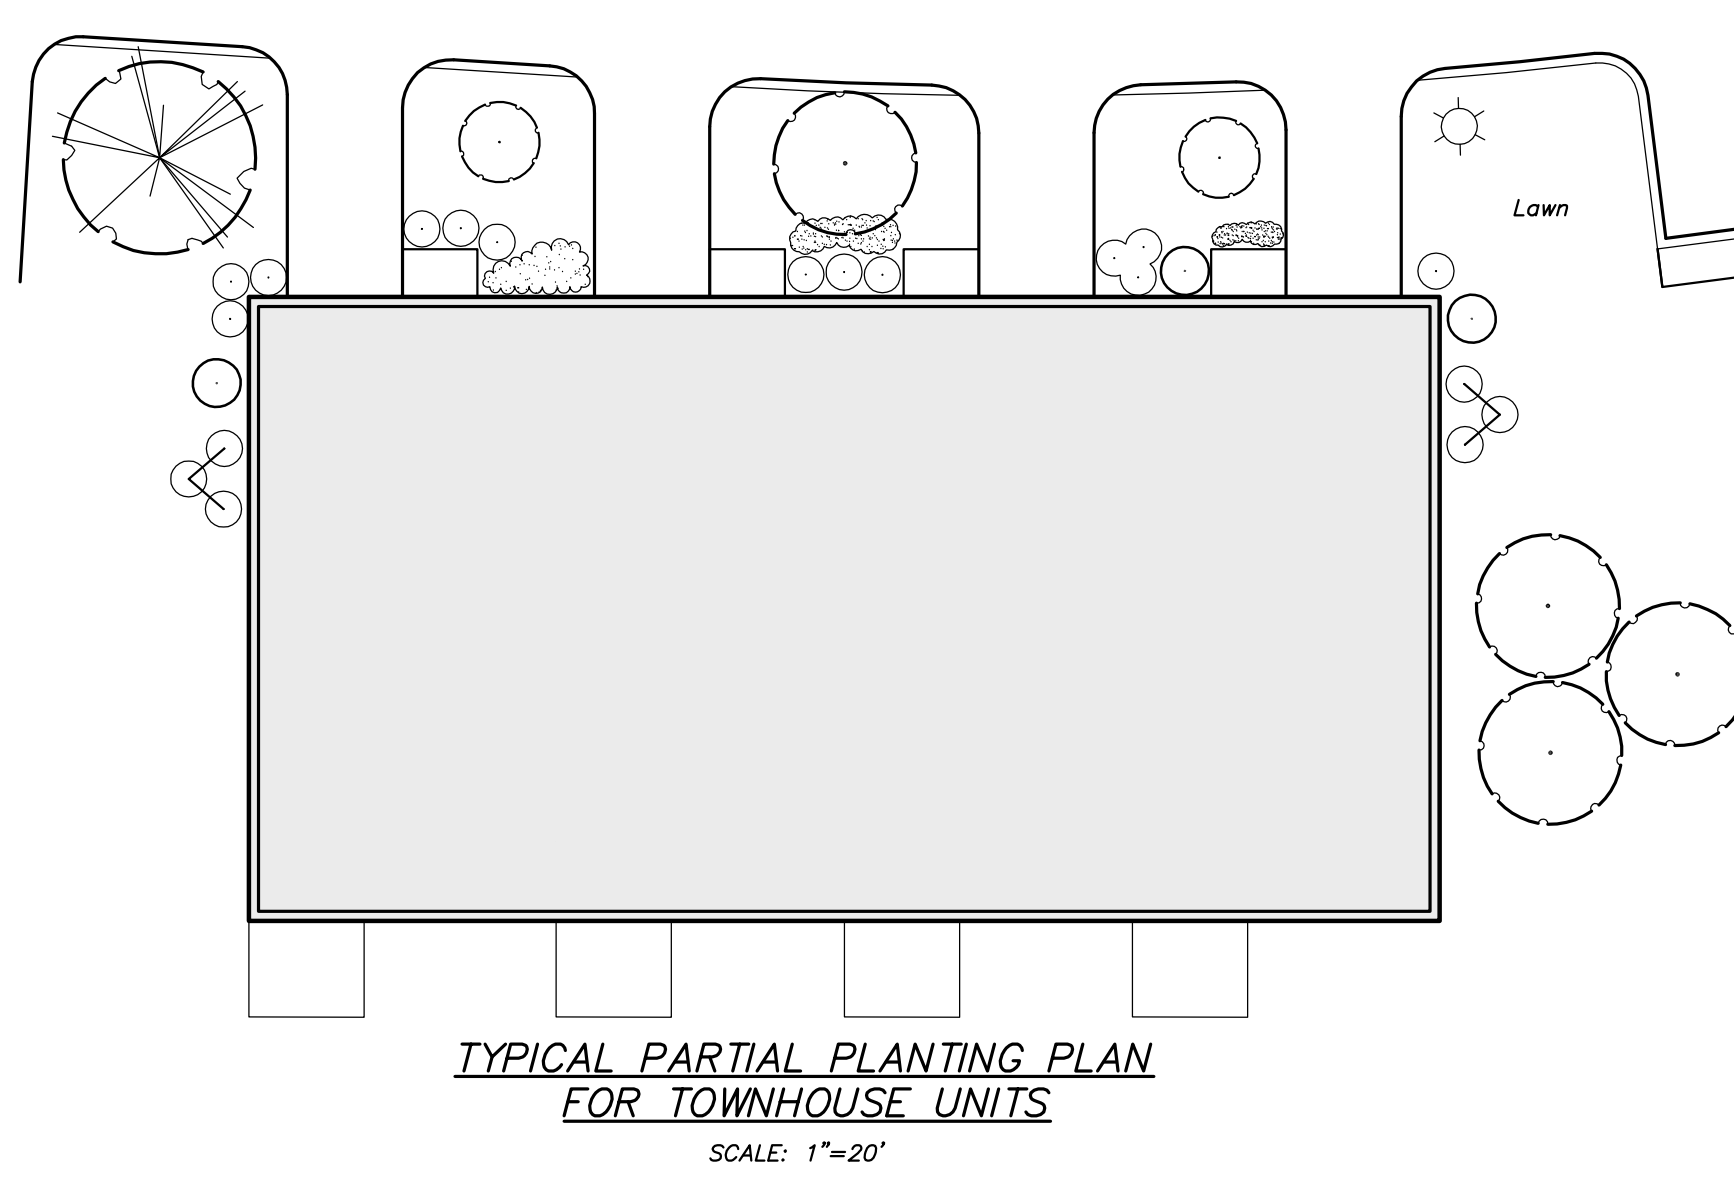 Lawn
TYPICAL PARTIAL PLANTING PLAN
FOR TOWNHOUSE UNITS
SCALE: 1"=20'